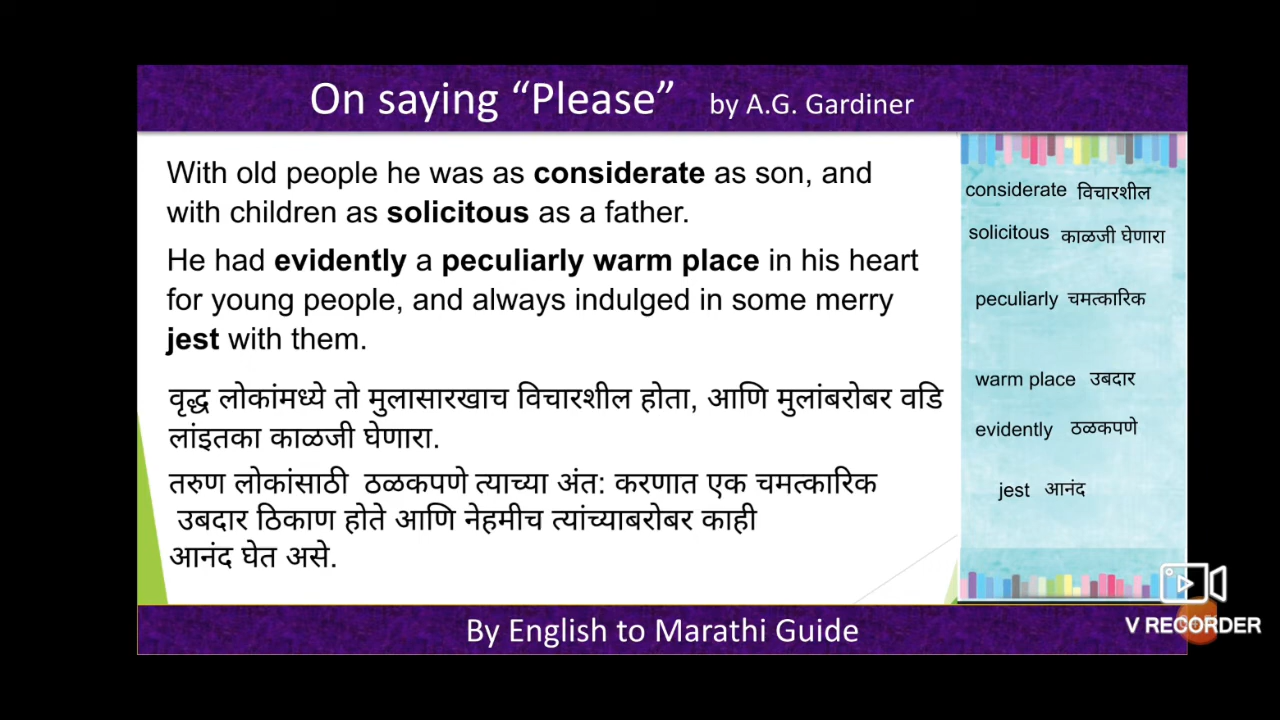 On saying “Please” by A.G. Gardiner
With old people he was as considerate as son, and
with children as solicitous as a father.
He had evidently a peculiarly warm place in his heart
for young people, and always indulged in some merry
jest with them.
वृद्ध लोकांमध्ये तो मुलासारखाच विचारशील होता, आणि मुलांबरोबर वडि
लांइतका काळजी घेणारा.
तरुण लोकांसाठी ठळकपणे त्याच्या अंत: करणात एक चमत्कारिक
उबदार ठिकाण होते आणि नेहमीच त्यांच्याबरोबर काही
आनंद घेत असे.
considerate विचारशील
solicitous काळजी घेणारा
peculiarly चमत्कारिक
warm place उबदार
evidently ठळकपणे
jest आनंद
By English to Marathi Guide
V RECORDER